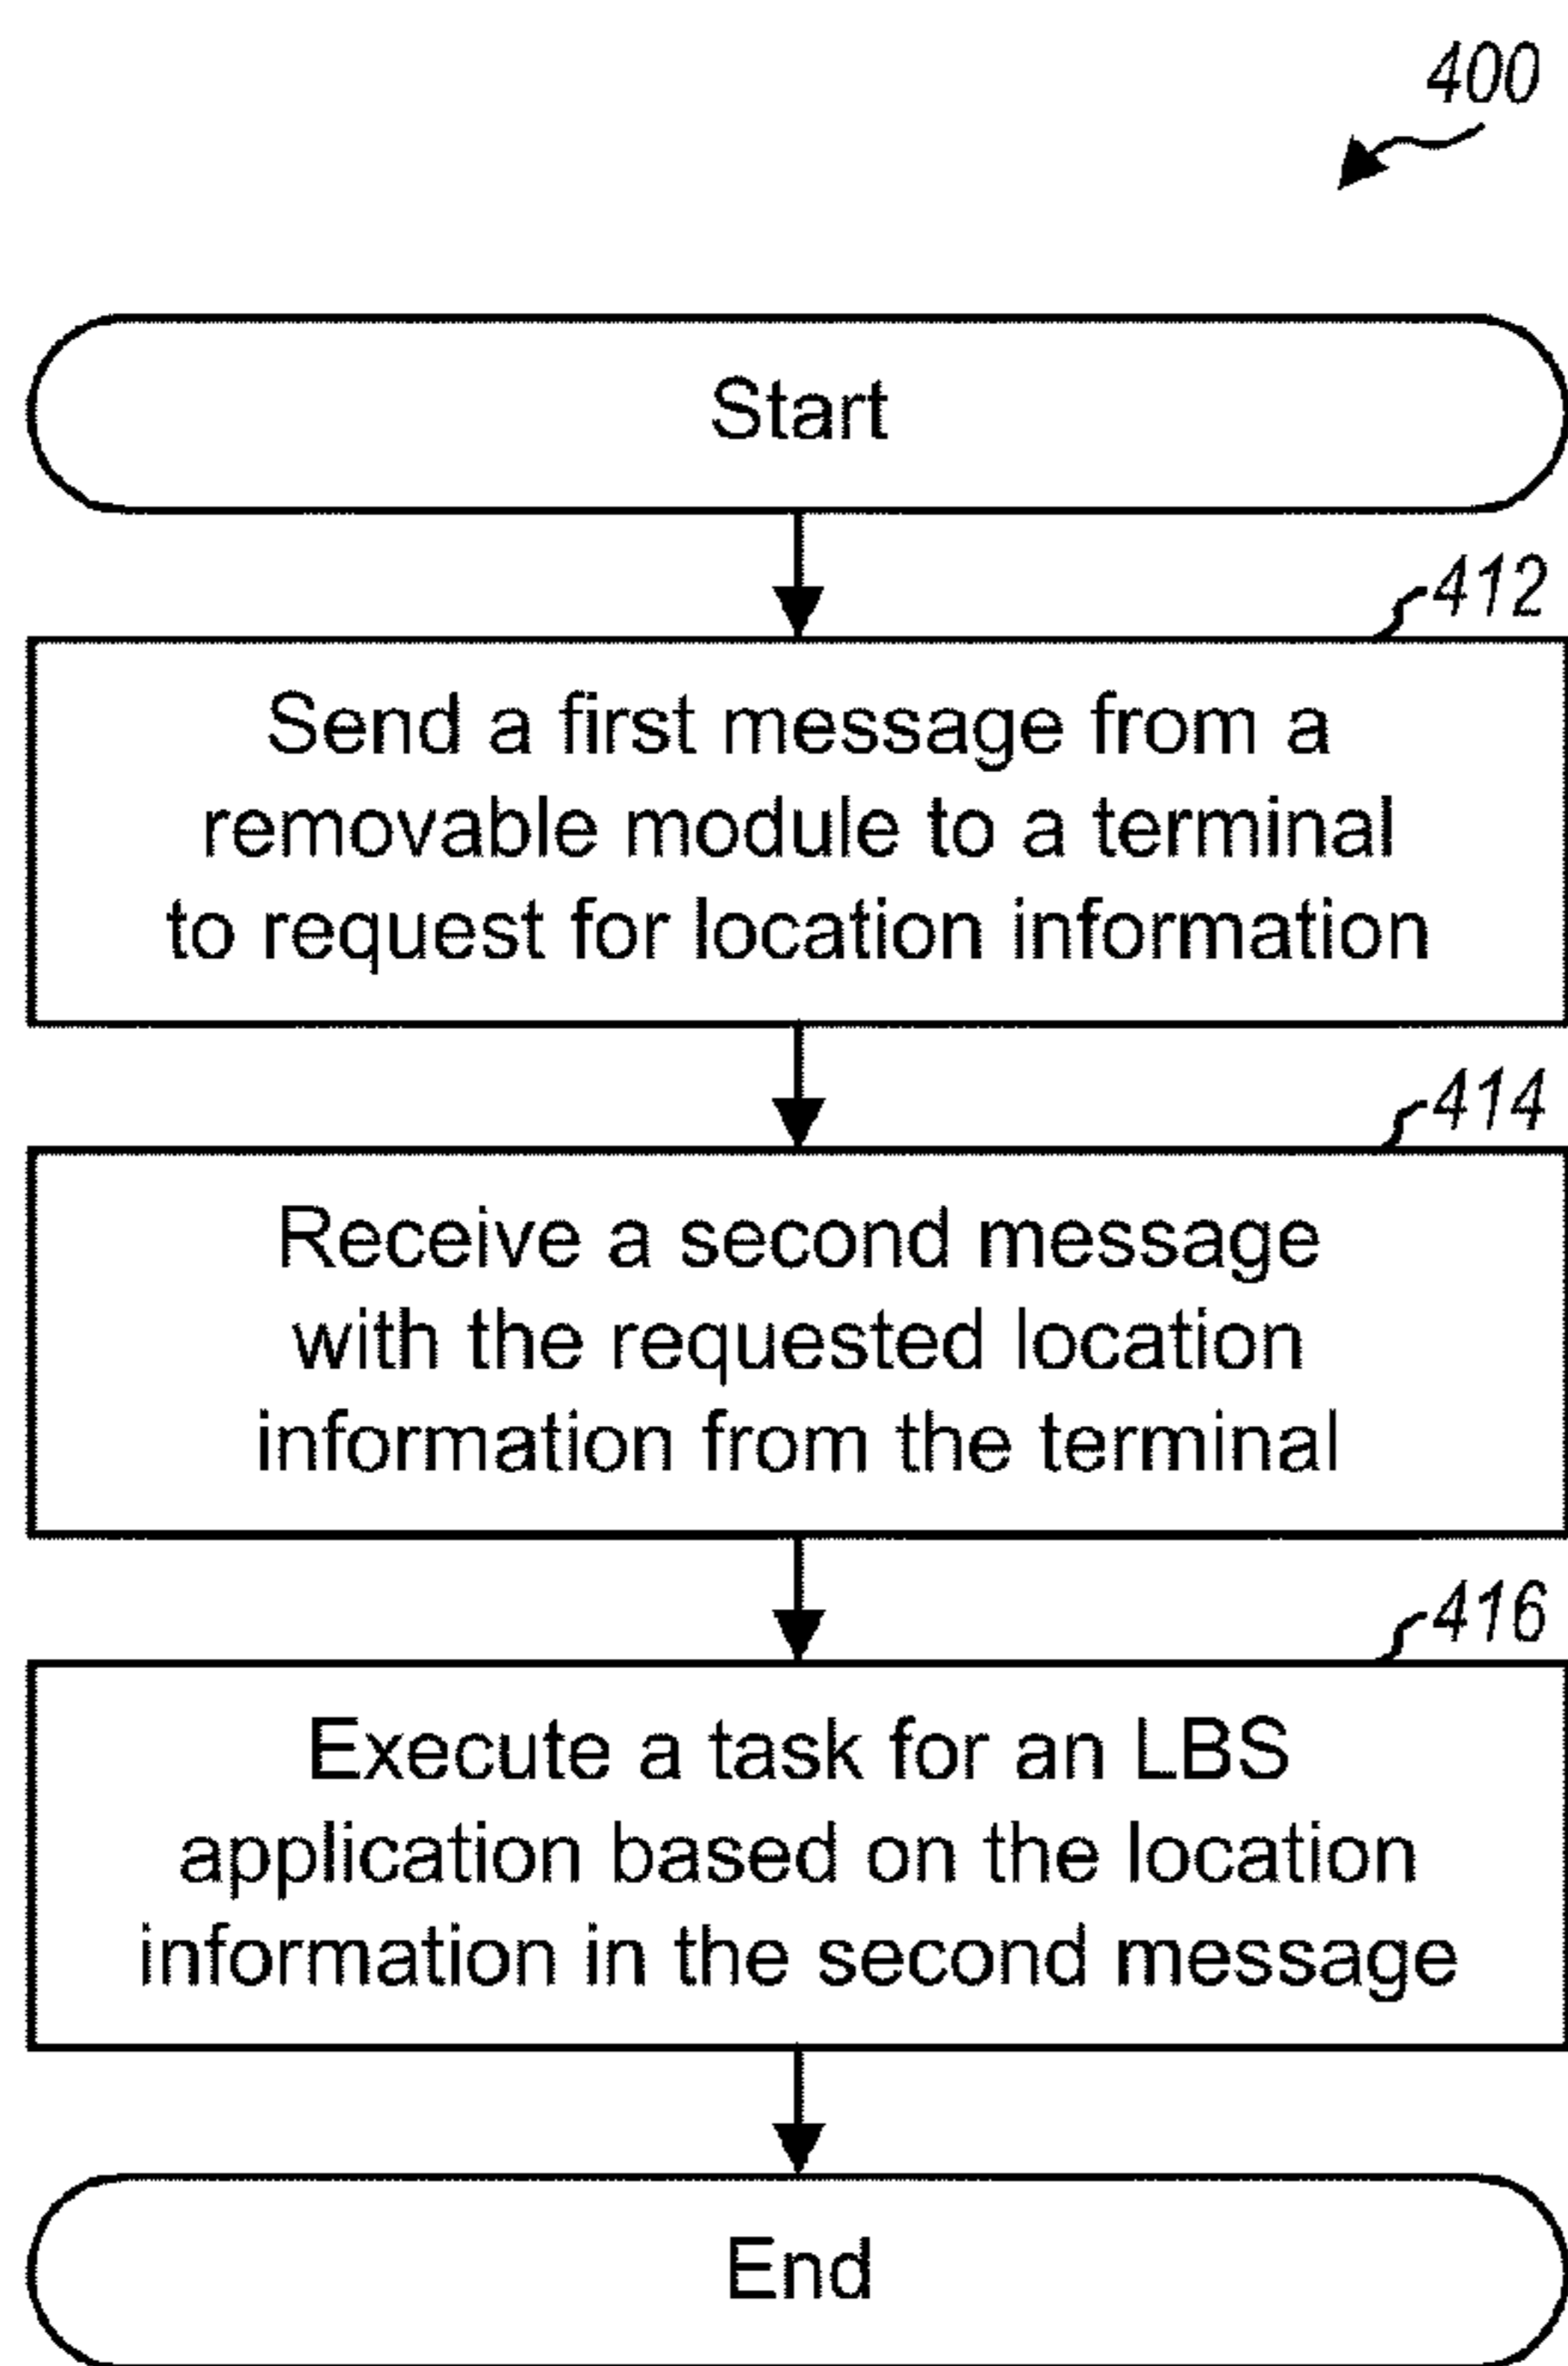 400
Start
412
Send a first message from a
removable module to a terminal
to request for location information
414
Receive a second message
with the requested location
information from the terminal
416
Execute a task for an LBS
application based on the location
information in the second message
End